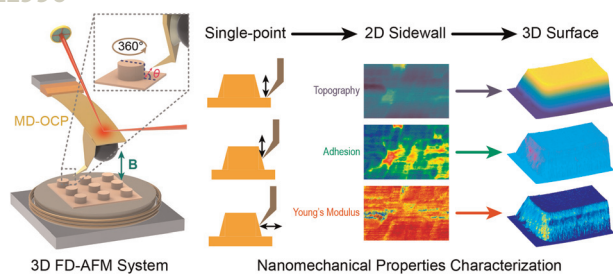 Single-point
2D Sidewall
3D Surface
360°
θ
MD-OCP
B
Topography
Adhesion
Young's Modulus
3D FD-AFM System
Nanomechanical Properties Characterization